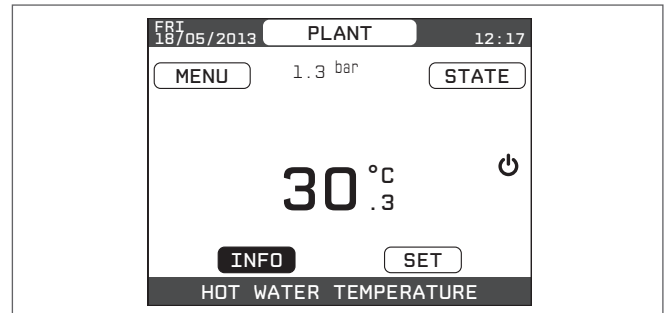 FRI
18/05/2013 PLANT 12:17
MENU 1.3 bar STATE
30.3 °C
INFO SET
HOT WATER TEMPERATURE